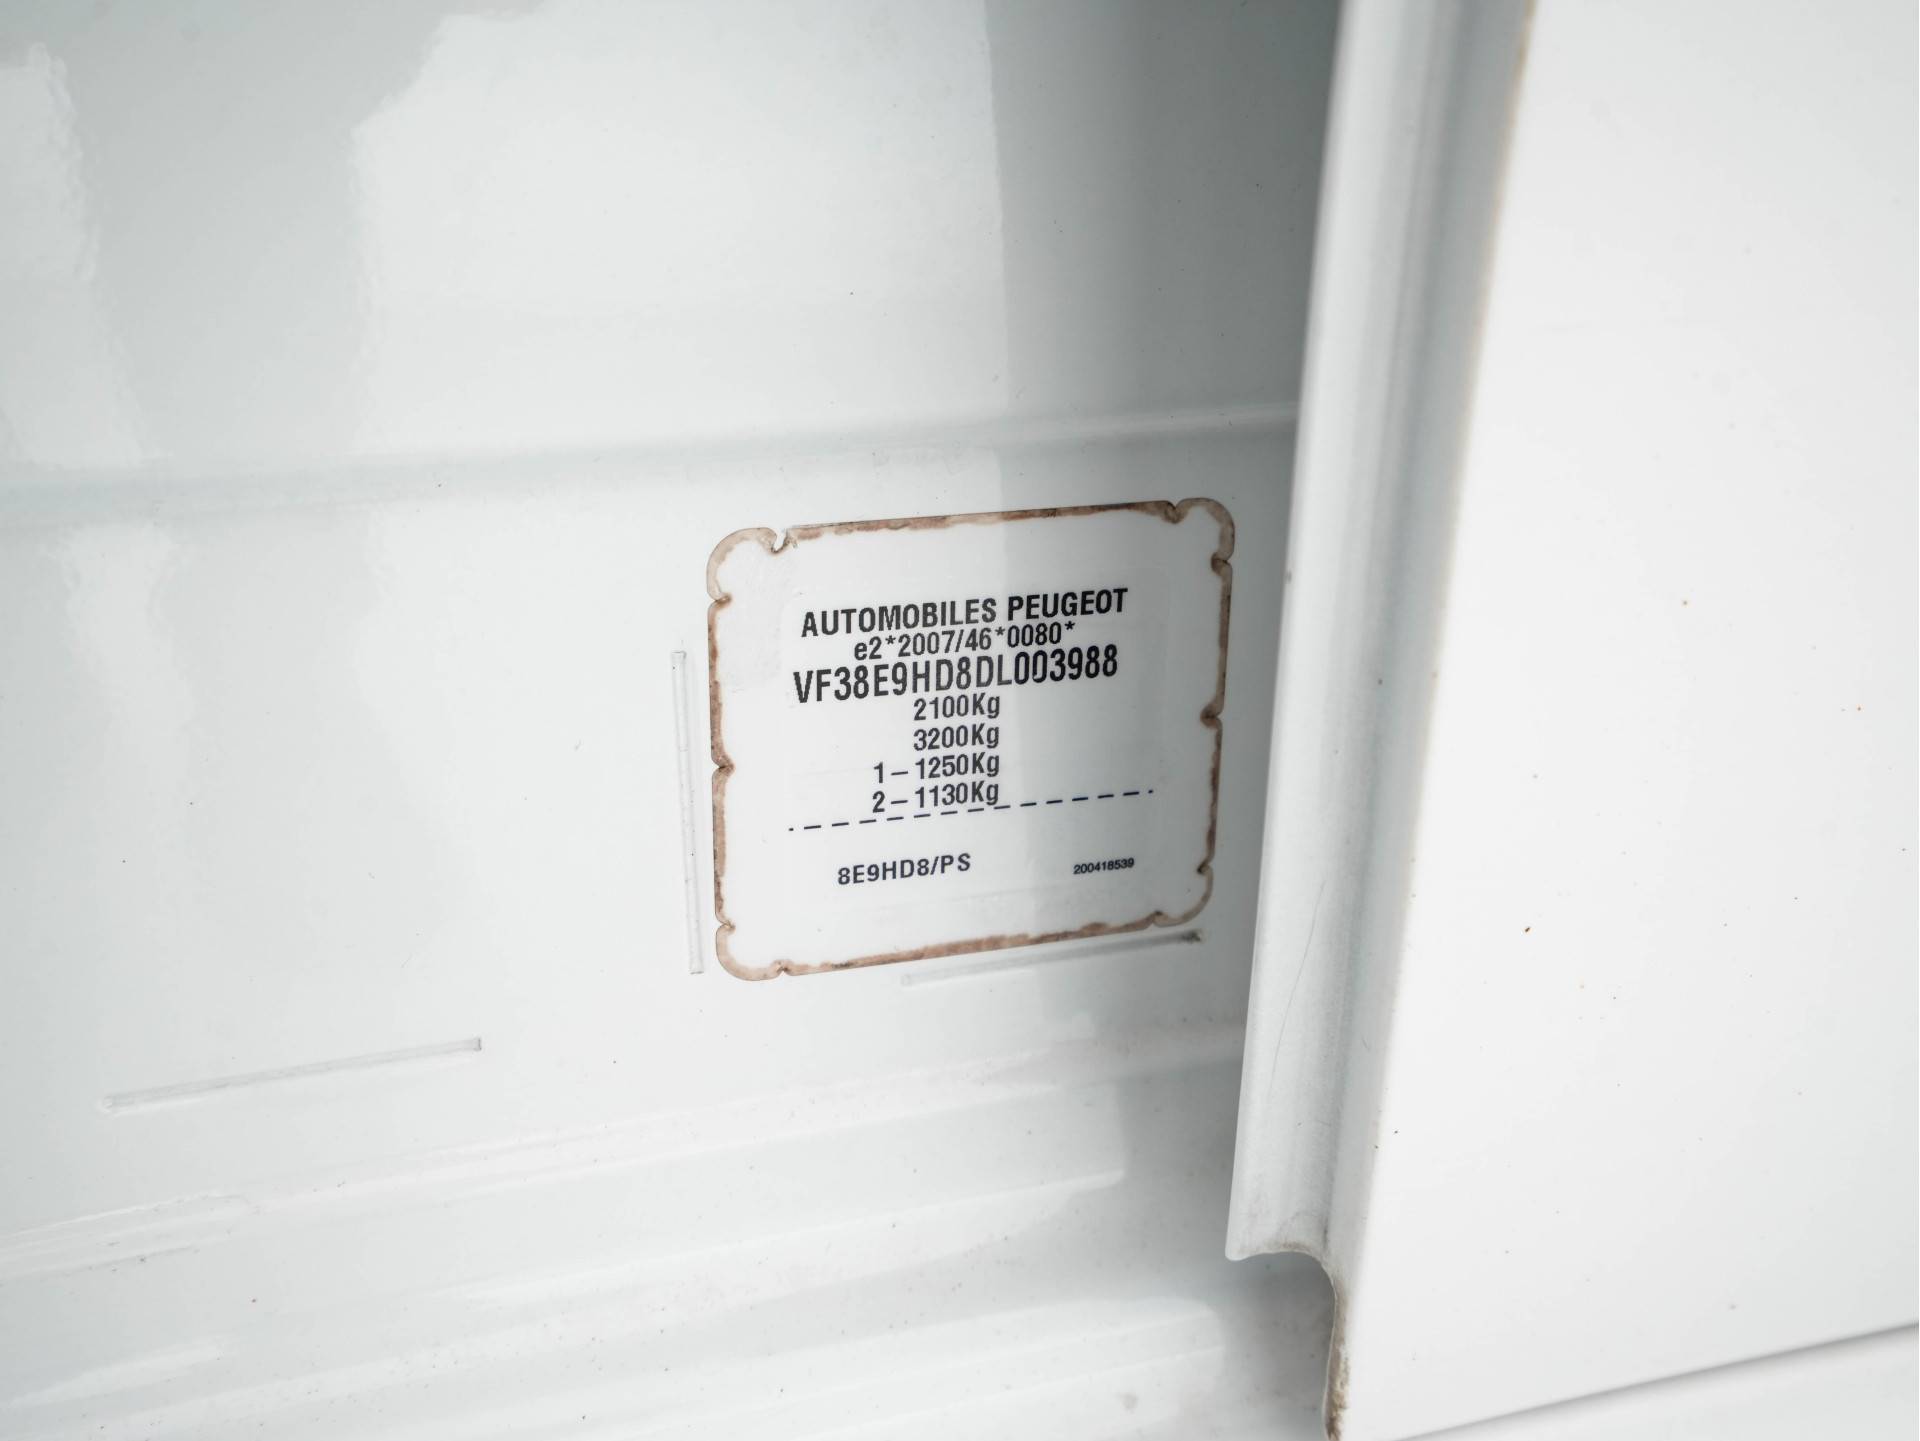 AUTOMOBILES PEUGEOT
e2*2007/46*0080*
VF38E9HD8DL003988
2100Kg
3200Kg
1-1250Kg
2-1130Kg
8E9HD8/PS 200418539